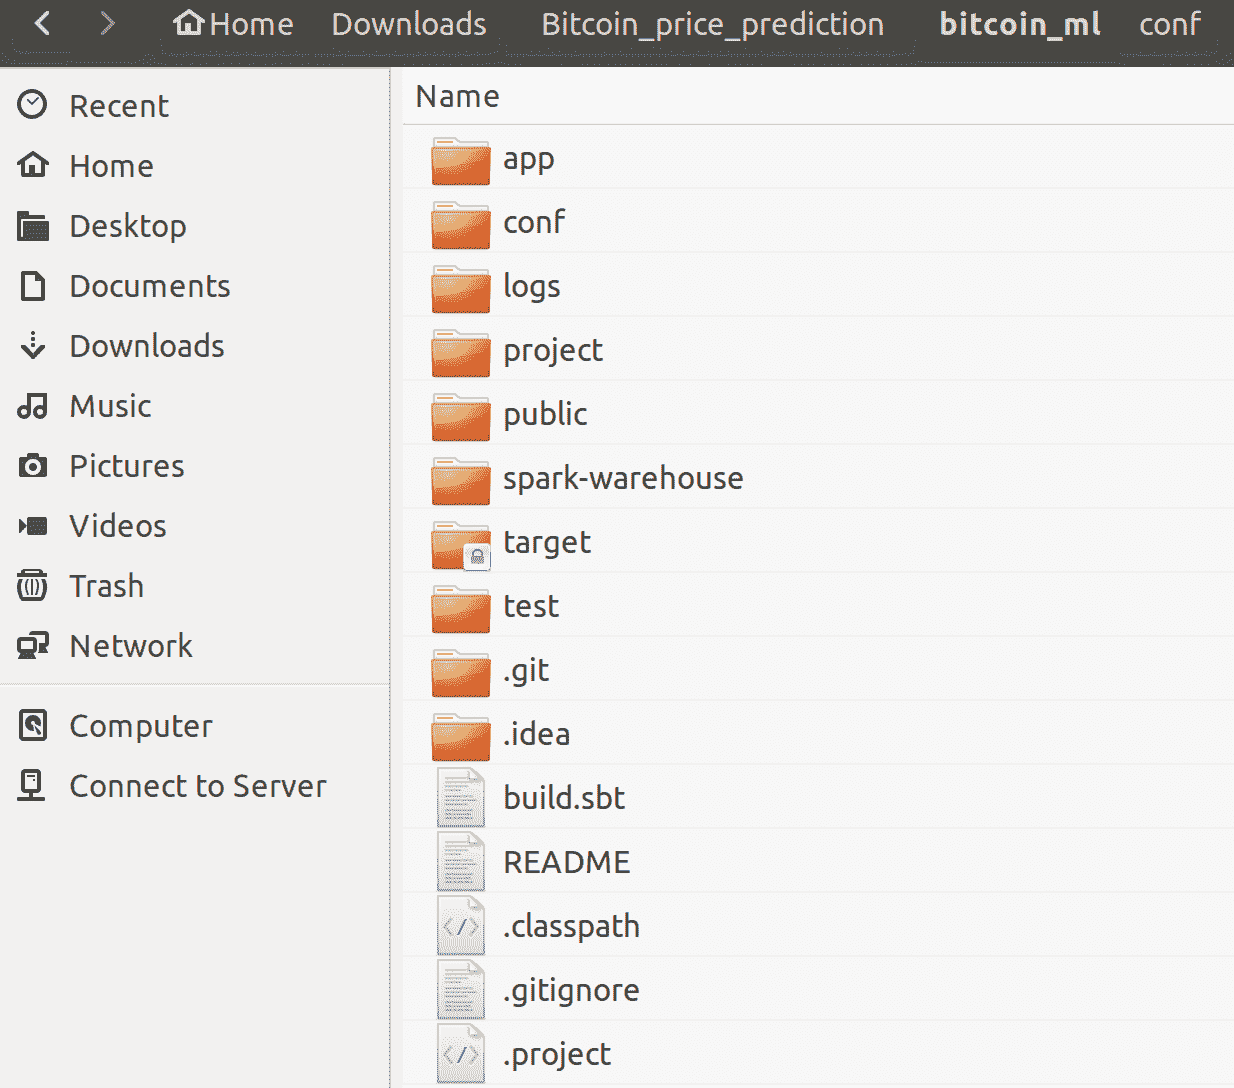 Home Downloads Bitcoin_price_prediction bitcoin_ml conf
Recent
Home
Desktop
Documents
Downloads
Music
Pictures
Videos
Trash
Network
Computer
Connect to Server
Name
app
conf
logs
project
public
spark-warehouse
target
test
.git
.idea
build.sbt
README
.classpath
.gitignore
.project